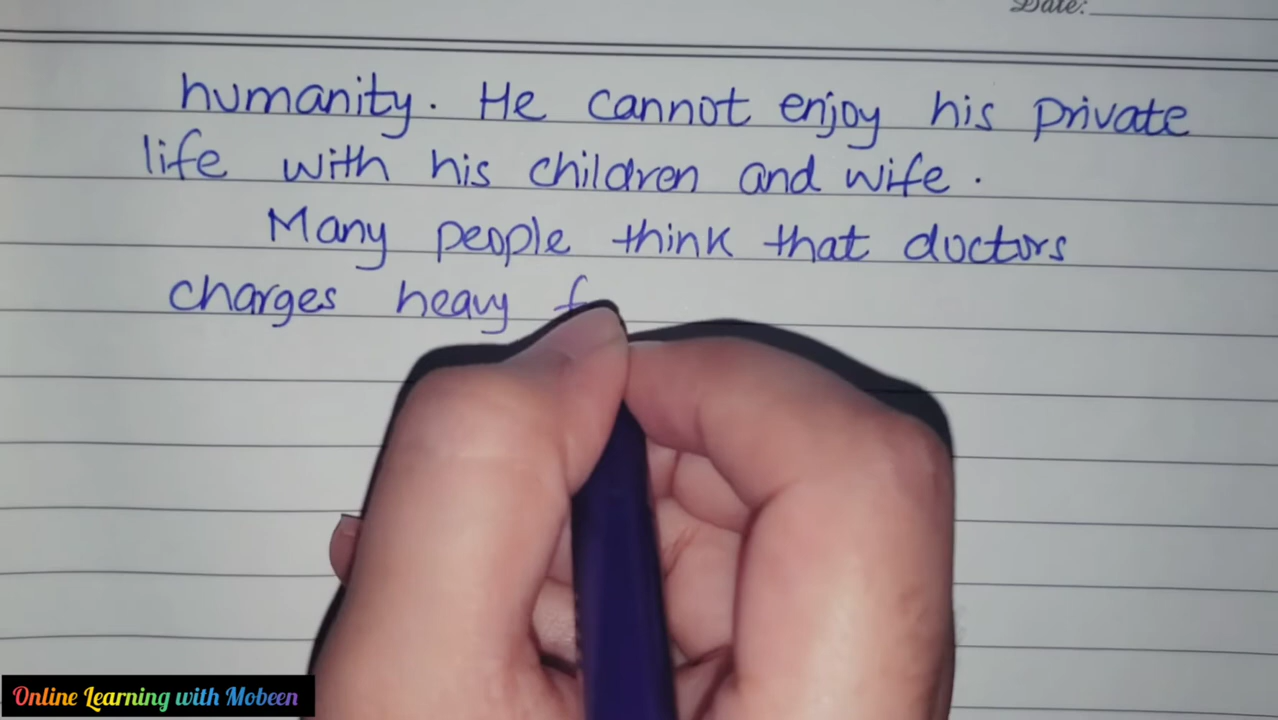 Date:
humanity. He cannot enjoy his private
life with his children and wife.
Many people think that doctors
charges heavy f
Online Learning with Mobeen